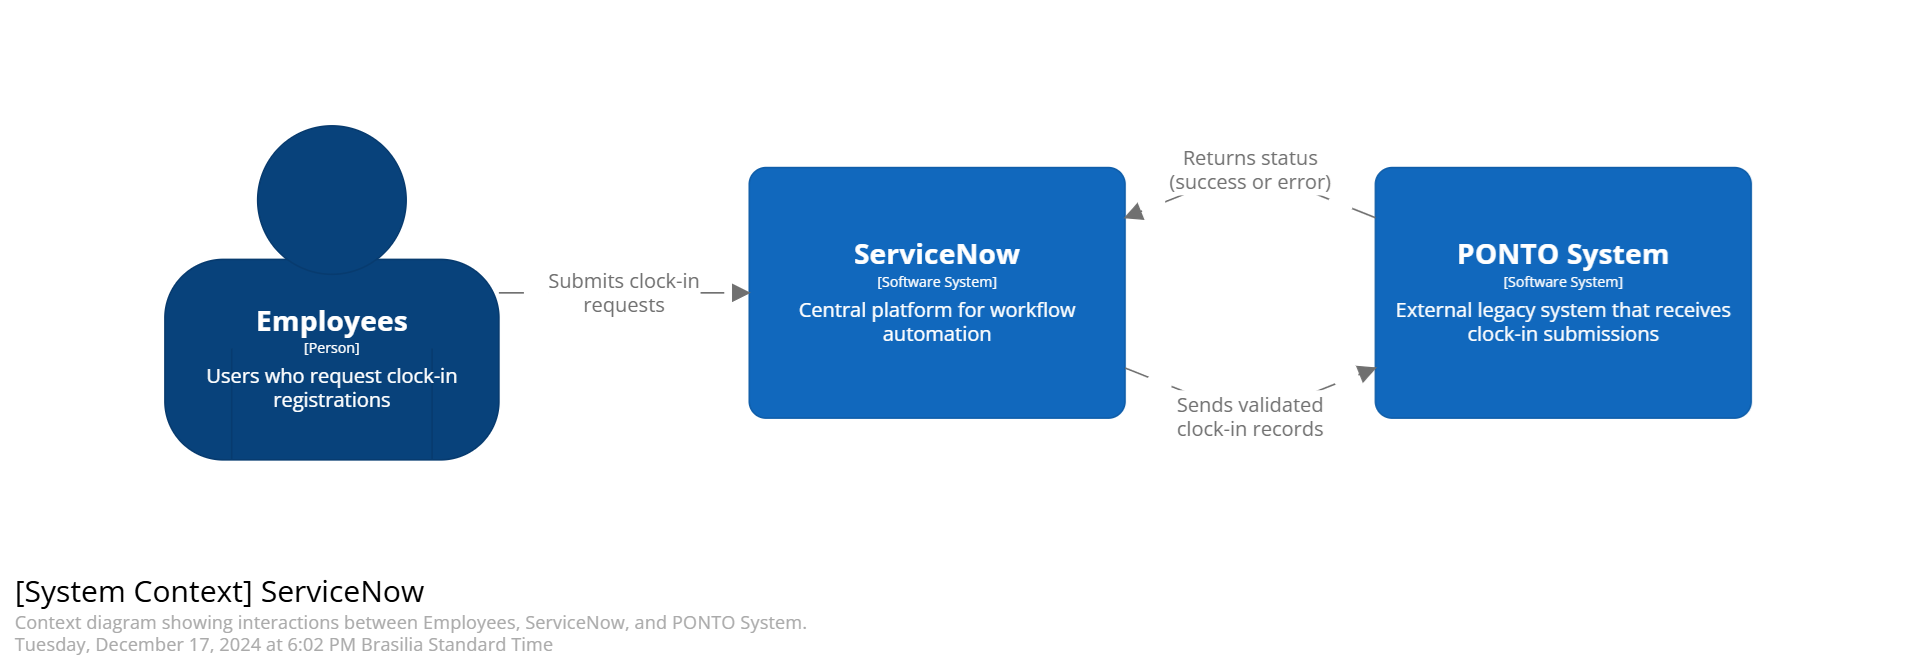 Employees
[Person]
Users who request clock-in
registrations
Submits clock-in
requests
ServiceNow
[Software System]
Central platform for workflow
automation
Returns status
(success or error)
Sends validated
clock-in records
PONTO System
[Software System]
External legacy system that receives
clock-in submissions
[System Context] ServiceNow
Context diagram showing interactions between Employees, ServiceNow, and PONTO System.
Tuesday, December 17, 2024 at 6:02 PM Brasilia Standard Time